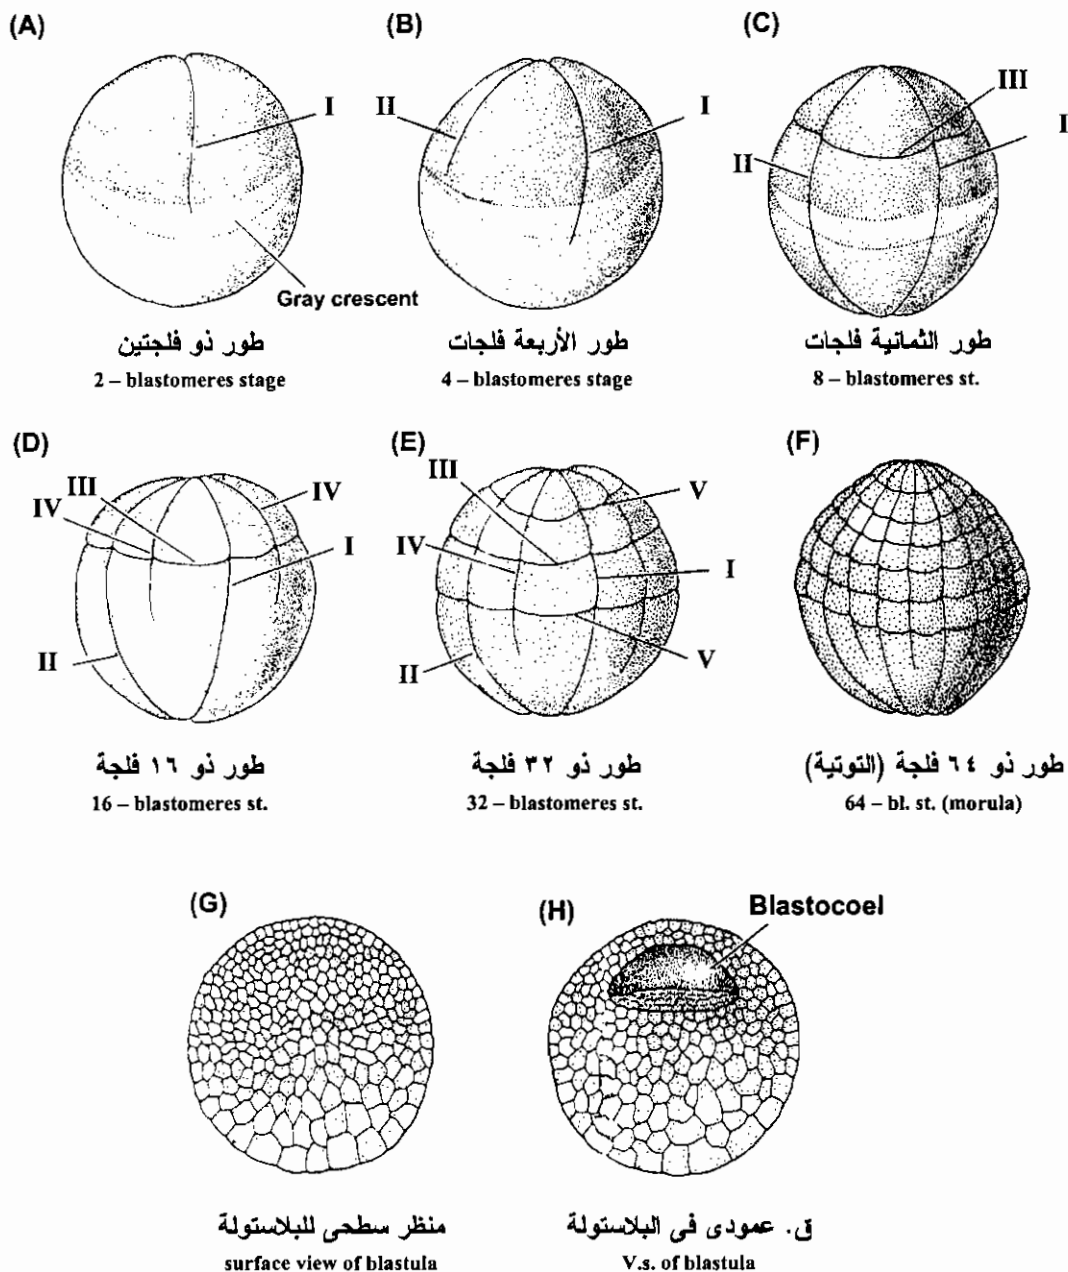 (A)
(B)
(C)
I
II
I
III
I
II
Gray crescent
طور ذو فلجتين
2 – blastomeres stage
طور الأربعة فلجات
4 – blastomeres stage
طور الثمانية فلجات
8 – blastomeres st.
(D)
(E)
(F)
III
IV
IV
I
II
III
V
IV
I
II
V
طور ذو ١٦ فلجة
16 – blastomeres st.
طور ذو ٣٢ فلجة
32 – blastomeres st.
طور ذو ٦٤ فلجة (التوتية)
64 – bl. st. (morula)
(G)
(H)
Blastocoel
منظر سطحى للبلاستولة
surface view of blastula
ق. عمودى فى البلاستولة
V.s. of blastula